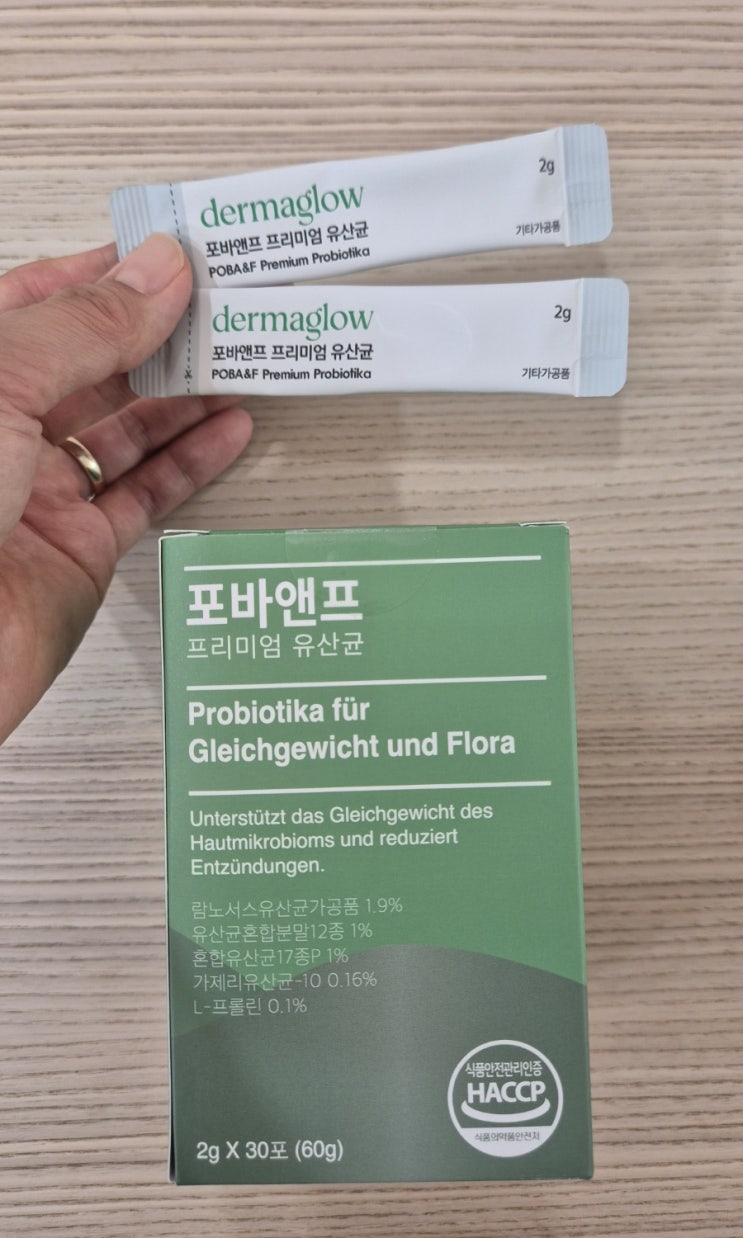 dermaglow
포바앤프 프리미엄 유산균
POBA&F Premium Probiotika
2g
기타가공품
dermaglow
포바앤프 프리미엄 유산균
POBA&F Premium Probiotika
2g
기타가공품
포바앤프
프리미엄 유산균
Probiotika für
Gleichgewicht und Flora
Unterstützt das Gleichgewicht des
Hautmikrobioms und reduziert
Entzündungen.
람노서스유산균가공품 1.9%
유산균혼합분말12종 1%
혼합유산균17종P 1%
가제리유산균-10 0.16%
L-프롤린 0.1%
2g X 30포 (60g)
식품안전관리인증
HACCP
식품의약품안전처